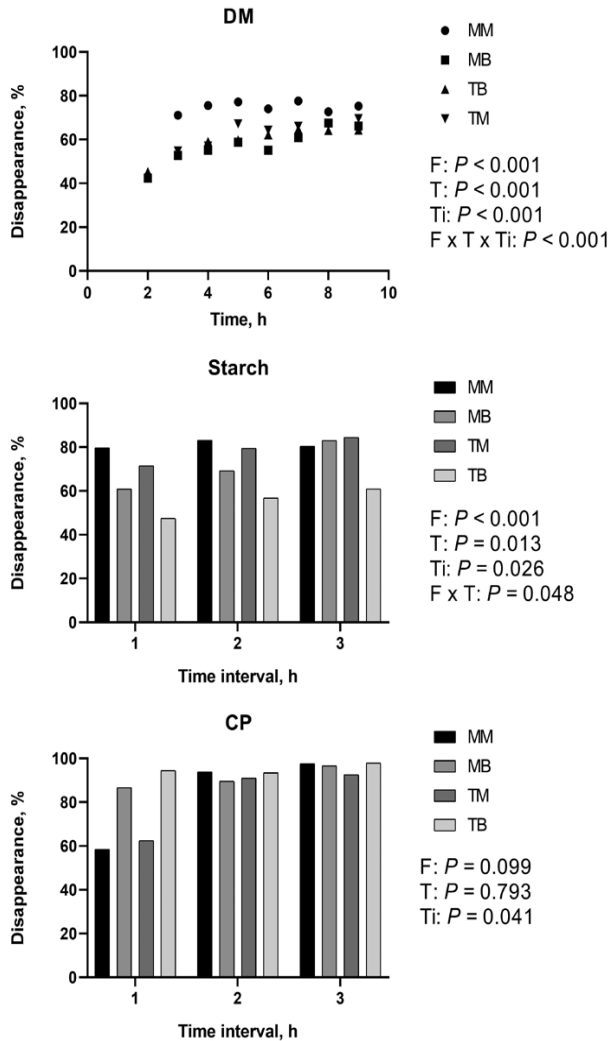 DM
Disappearance, %
100
80
60
40
20
0
0
2
4
6
8
10
Time, h
MM
MB
TB
TM
F: P < 0.001
T: P < 0.001
Ti: P < 0.001
F x T x Ti: P < 0.001
Starch
Disappearance, %
100
80
60
40
20
0
1
2
3
Time interval, h
MM
MB
TM
TB
F: P < 0.001
T: P = 0.013
Ti: P = 0.026
F x T: P = 0.048
CP
Disappearance, %
100
80
60
40
20
0
1
2
3
Time interval, h
MM
MB
TM
TB
F: P = 0.099
T: P = 0.793
Ti: P = 0.041